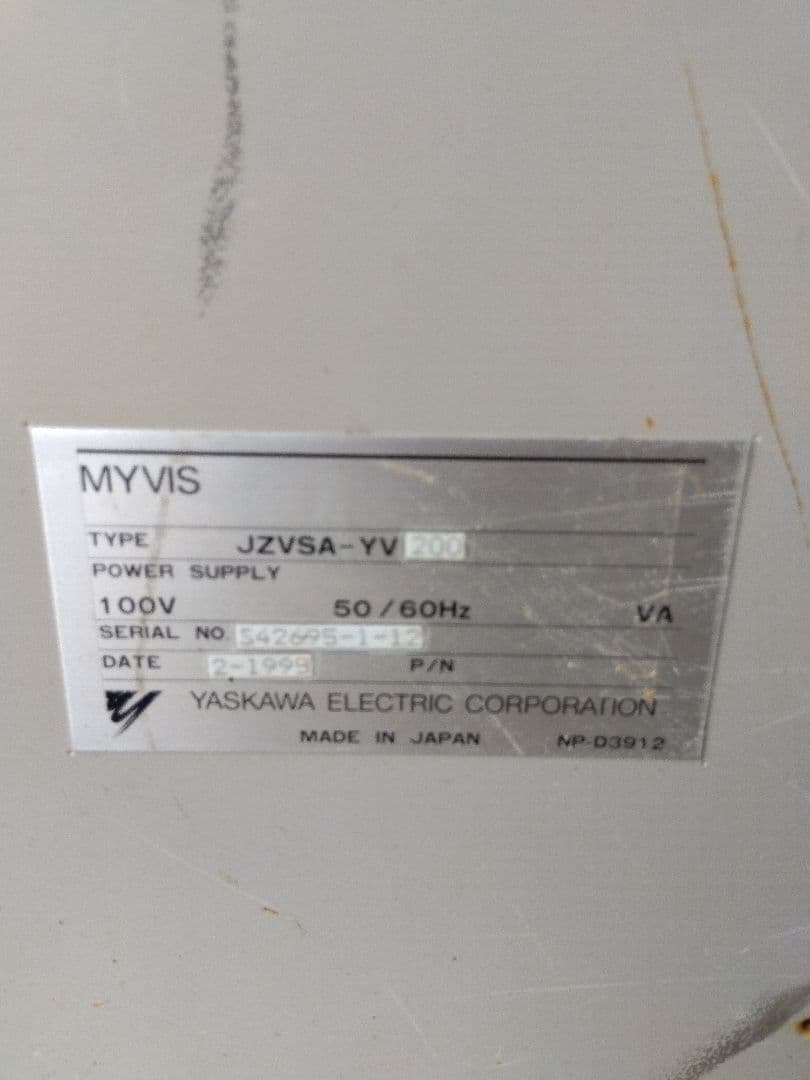 MYVIS
TYPE JZVSA-YV 200
POWER SUPPLY
100V 50/60Hz VA
SERIAL NO. S42695-1-12
DATE 2-1999 P/N
YASKAWA ELECTRIC CORPORATION
MADE IN JAPAN NP-D3912